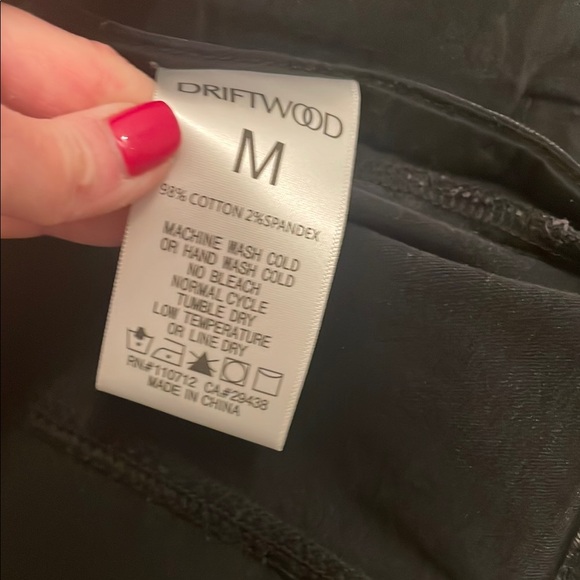 DRIFTWOOD
M
98% COTTON 2%SPANDEX
MACHINE WASH COLD
OR HAND WASH COLD
NO BLEACH
NORMAL CYCLE
TUMBLE DRY
LOW TEMPERATURE
OR LINE DRY
RN#110712 CA#29438
MADE IN CHINA